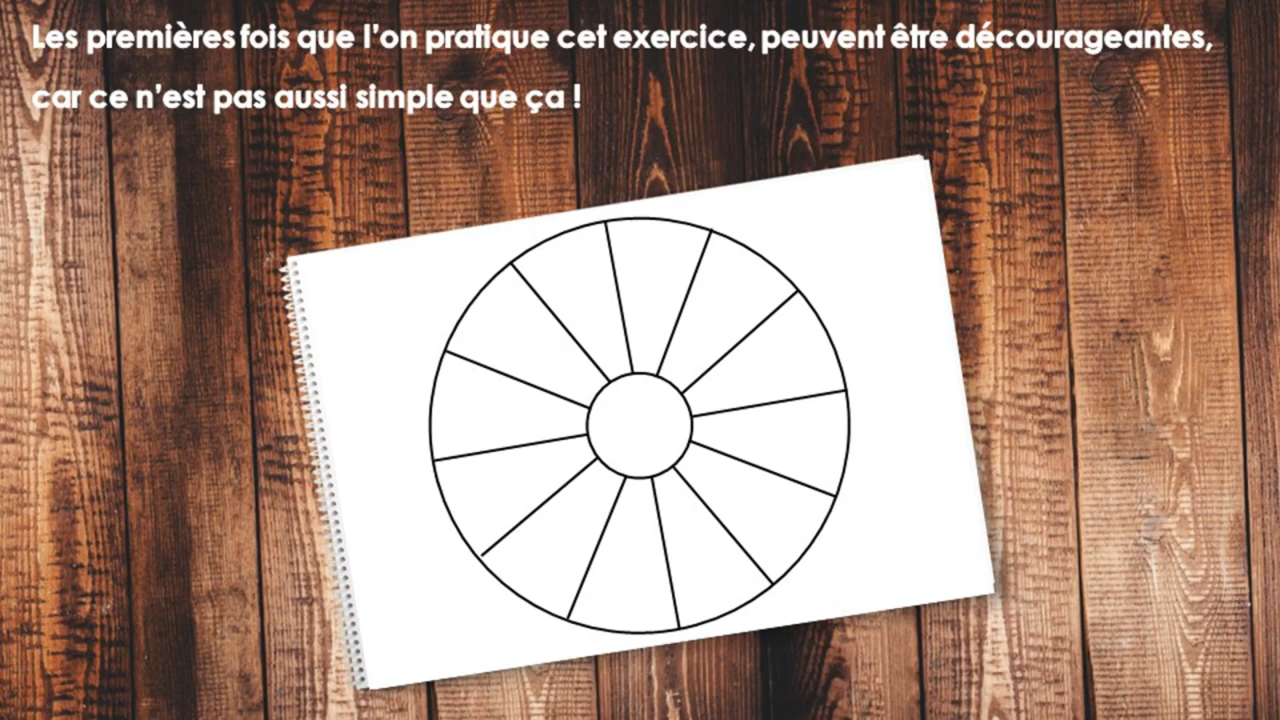 Les premières fois que l'on pratique cet exercice, peuvent être décourageantes,
car ce n'est pas aussi simple que ça !